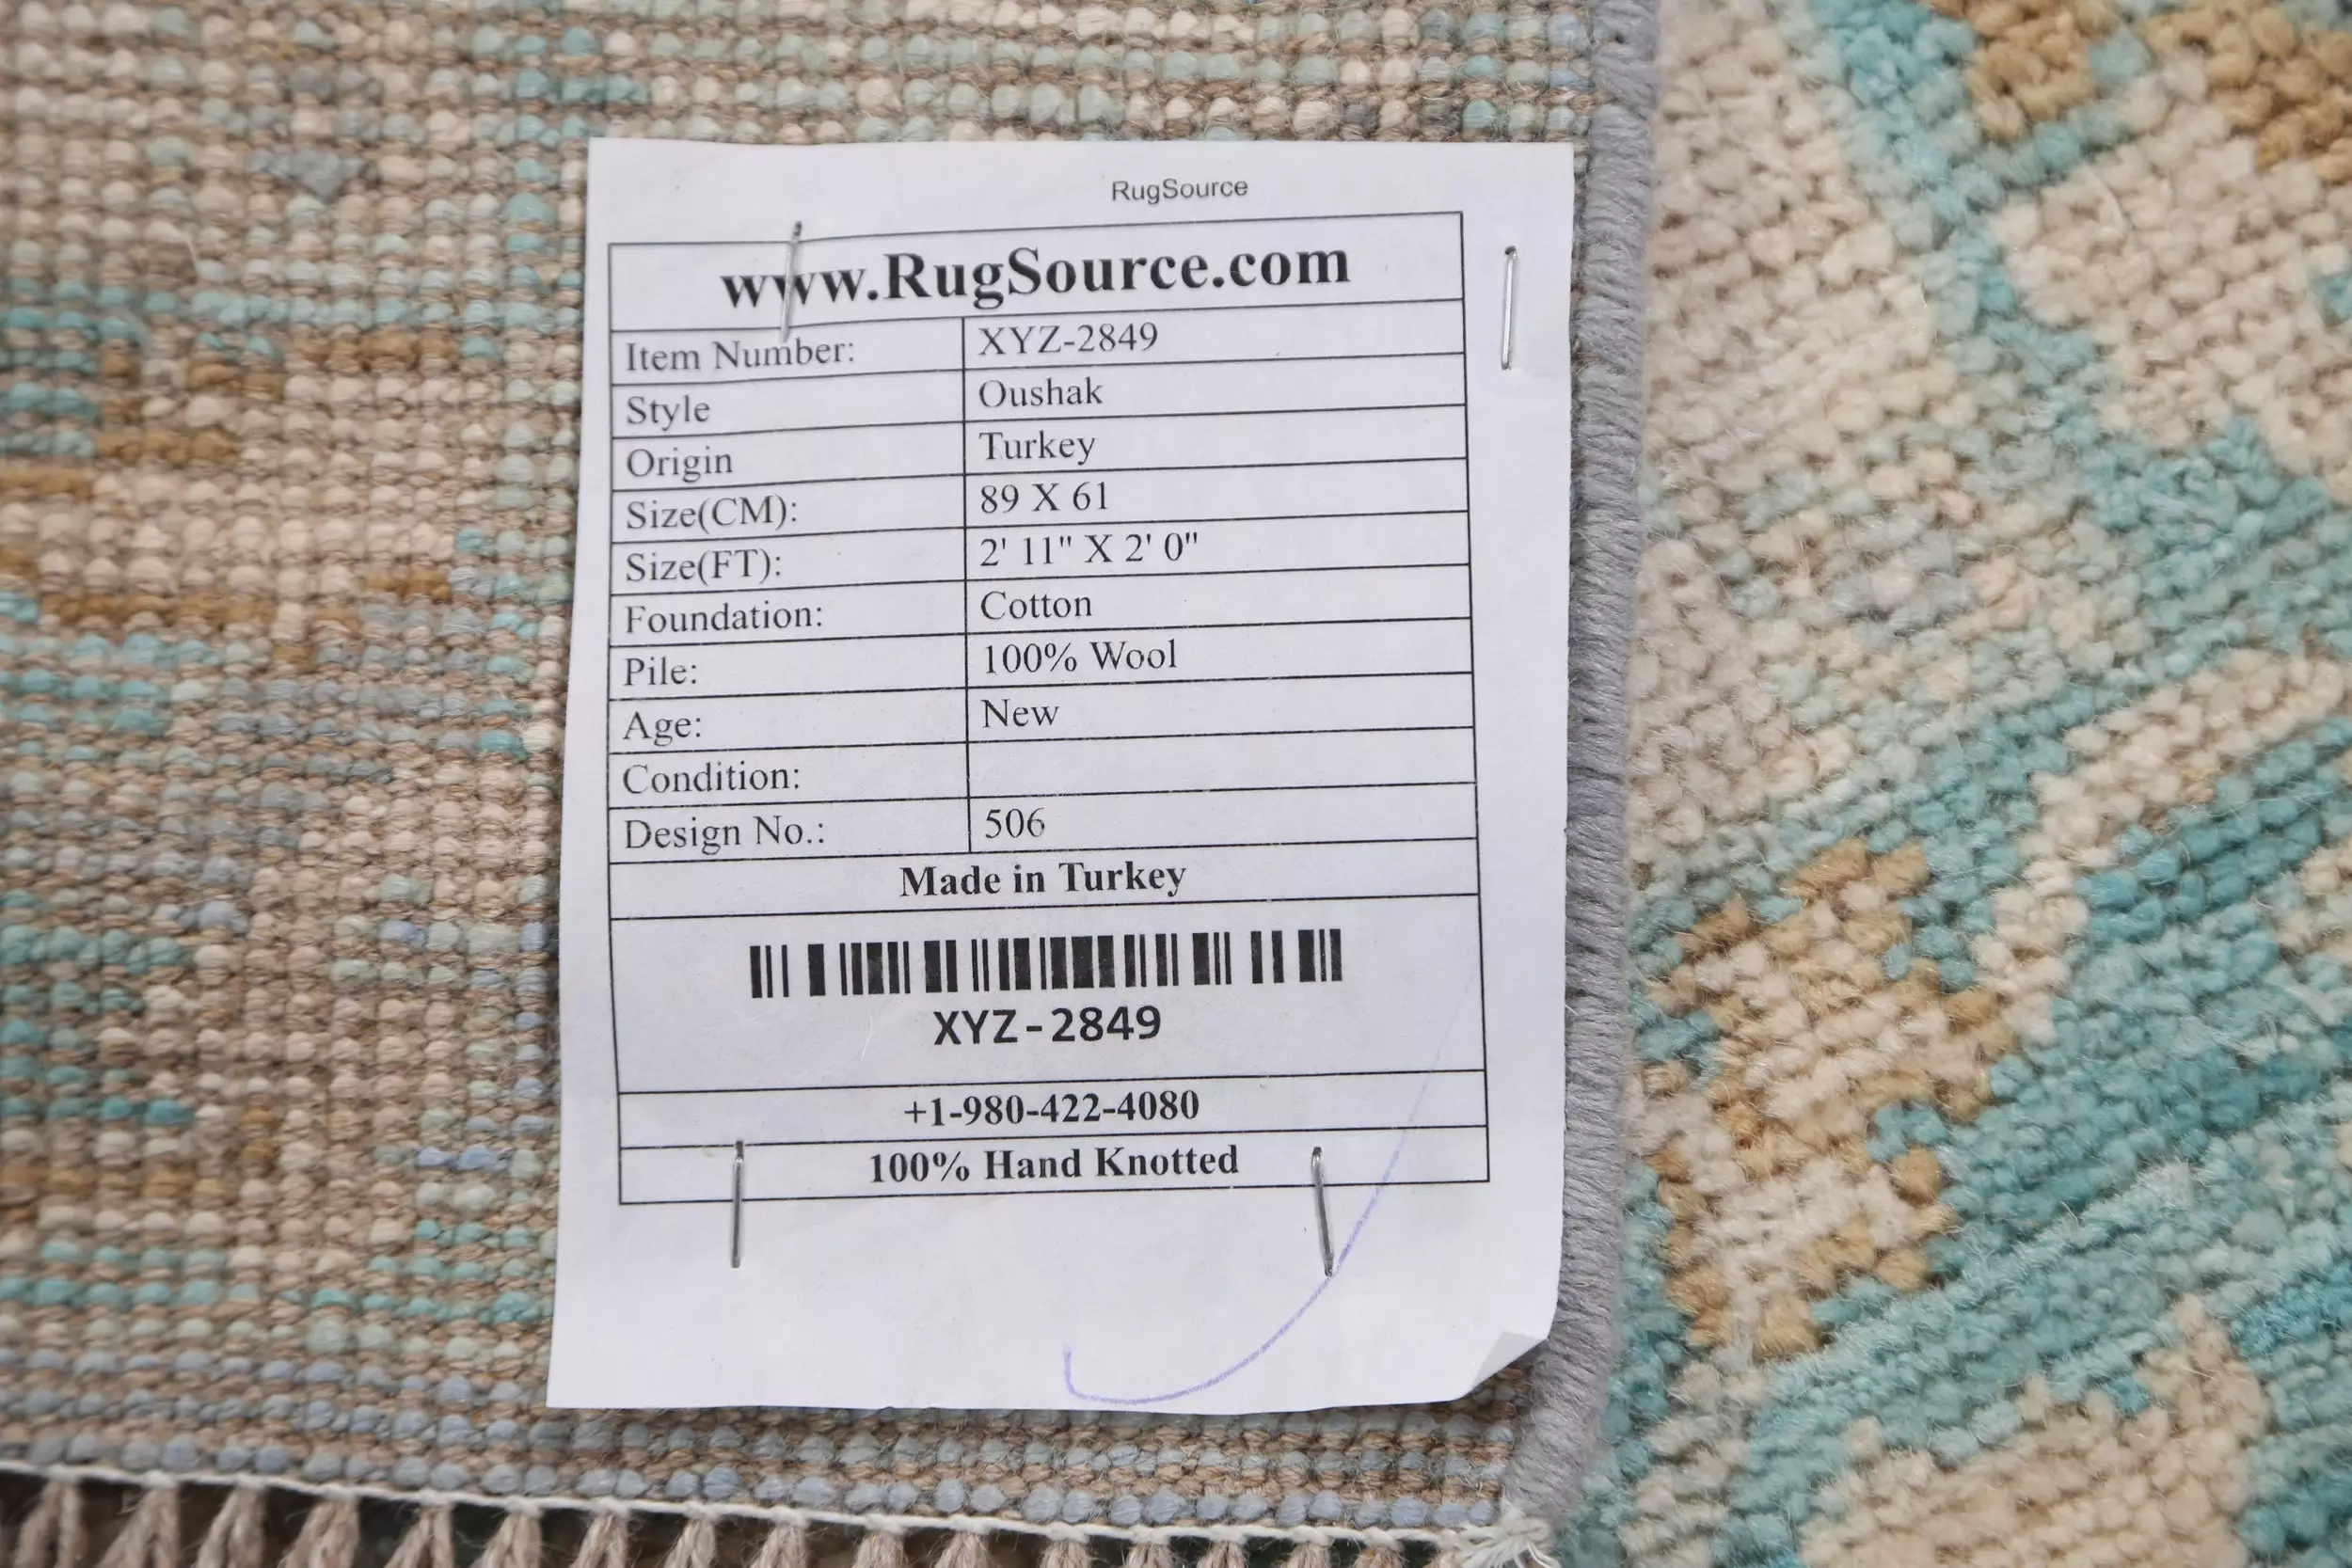 RugSource
www.RugSource.com
Item Number: XYZ-2849
Style Oushak
Origin Turkey
Size(CM): 89 X 61
Size(FT): 2' 11" X 2' 0"
Foundation: Cotton
Pile: 100% Wool
Age: New
Condition:
Design No.: 506
Made in Turkey
XYZ-2849
+1-980-422-4080
100% Hand Knotted